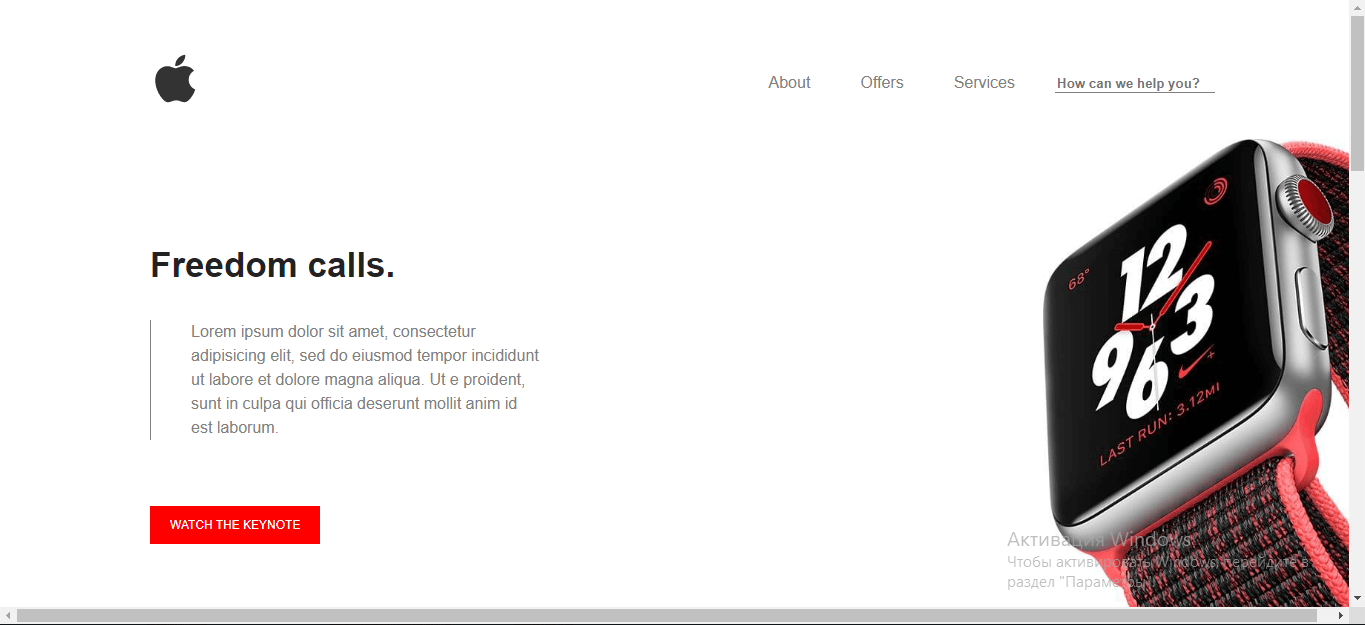 About Offers Services How can we help you?
Freedom calls.
Lorem ipsum dolor sit amet, consectetur
adipisicing elit, sed do eiusmod tempor incididunt
ut labore et dolore magna aliqua. Ut e proident,
sunt in culpa qui officia deserunt mollit anim id
est laborum.
WATCH THE KEYNOTE
68°
12
3
6
9
LAST RUN: 3.12MI
Активация Windows
Чтобы активировать Windows, перейдите в
раздел "Параметры".